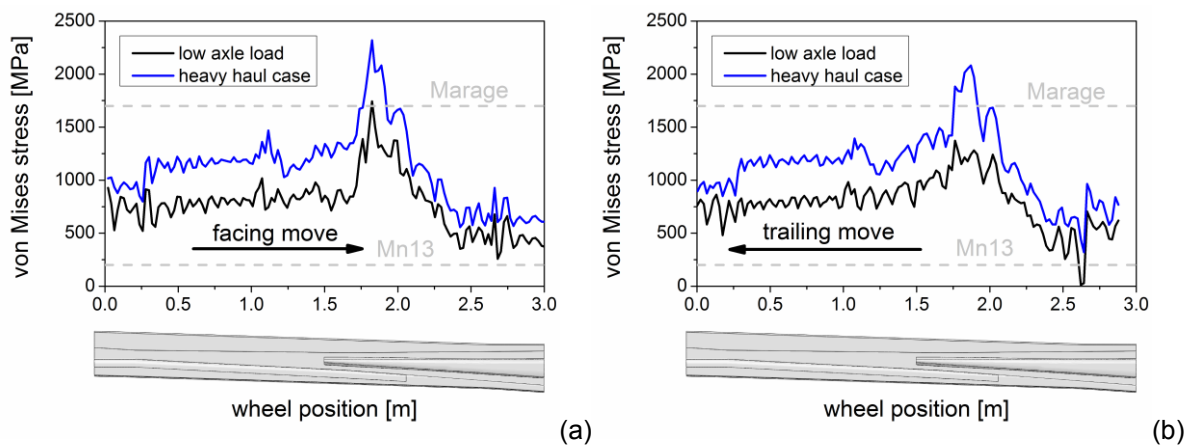 2500
2000
1500
1000
500
0
von Mises stress [MPa]
low axle load
heavy haul case
Marage
facing move
Mn13
0.0 0.5 1.0 1.5 2.0 2.5 3.0
wheel position [m]
(a)
2500
2000
1500
1000
500
0
von Mises stress [MPa]
low axle load
heavy haul case
Marage
trailing move
Mn13
0.0 0.5 1.0 1.5 2.0 2.5 3.0
wheel position [m]
(b)